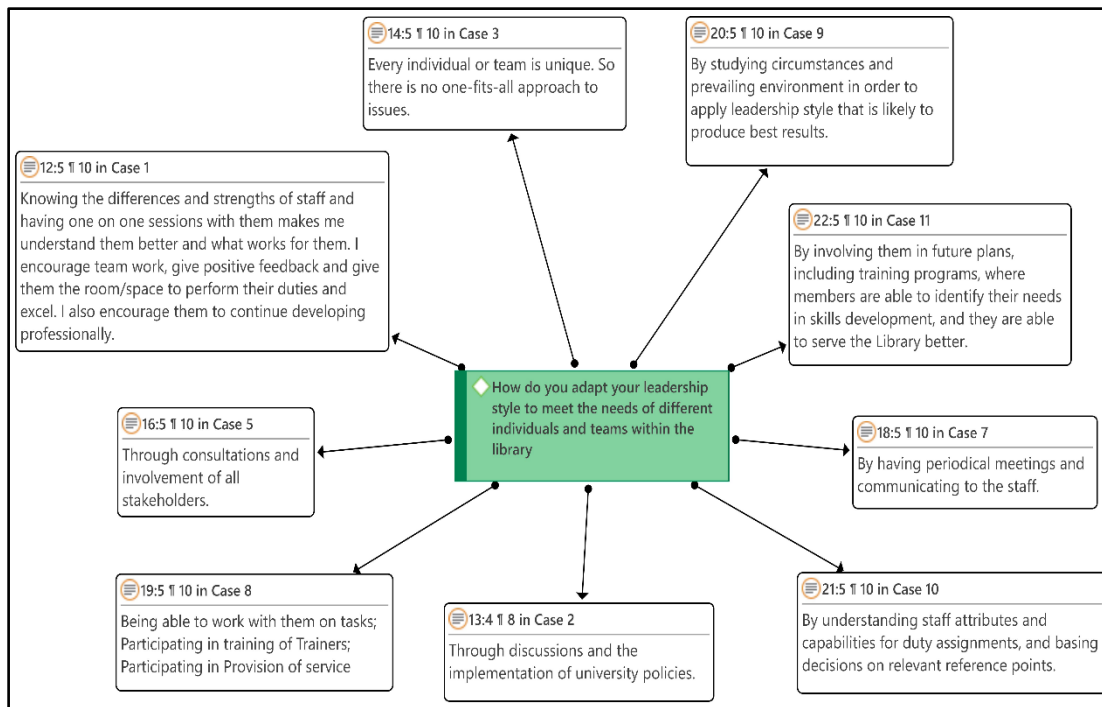 14:5 ¶ 10 in Case 3
Every individual or team is unique. So
there is no one-fits-all approach to
issues.
20:5 ¶ 10 in Case 9
By studying circumstances and
prevailing environment in order to
apply leadership style that is likely to
produce best results.
12:5 ¶ 10 in Case 1
Knowing the differences and strengths of staff and
having one on one sessions with them makes me
understand them better and what works for them. I
encourage team work, give positive feedback and give
them the room/space to perform their duties and
excel. I also encourage them to continue developing
professionally.
22:5 ¶ 10 in Case 11
By involving them in future plans,
including training programs, where
members are able to identify their needs
in skills development, and they are able
to serve the Library better.
How do you adapt your leadership
style to meet the needs of different
individuals and teams within the
library
16:5 ¶ 10 in Case 5
Through consultations and
involvement of all
stakeholders.
18:5 ¶ 10 in Case 7
By having periodical meetings and
communicating to the staff.
19:5 ¶ 10 in Case 8
Being able to work with them on tasks;
Participating in training of Trainers;
Participating in Provision of service
13:4 ¶ 8 in Case 2
Through discussions and the
implementation of university policies.
21:5 ¶ 10 in Case 10
By understanding staff attributes and
capabilities for duty assignments, and basing
decisions on relevant reference points.